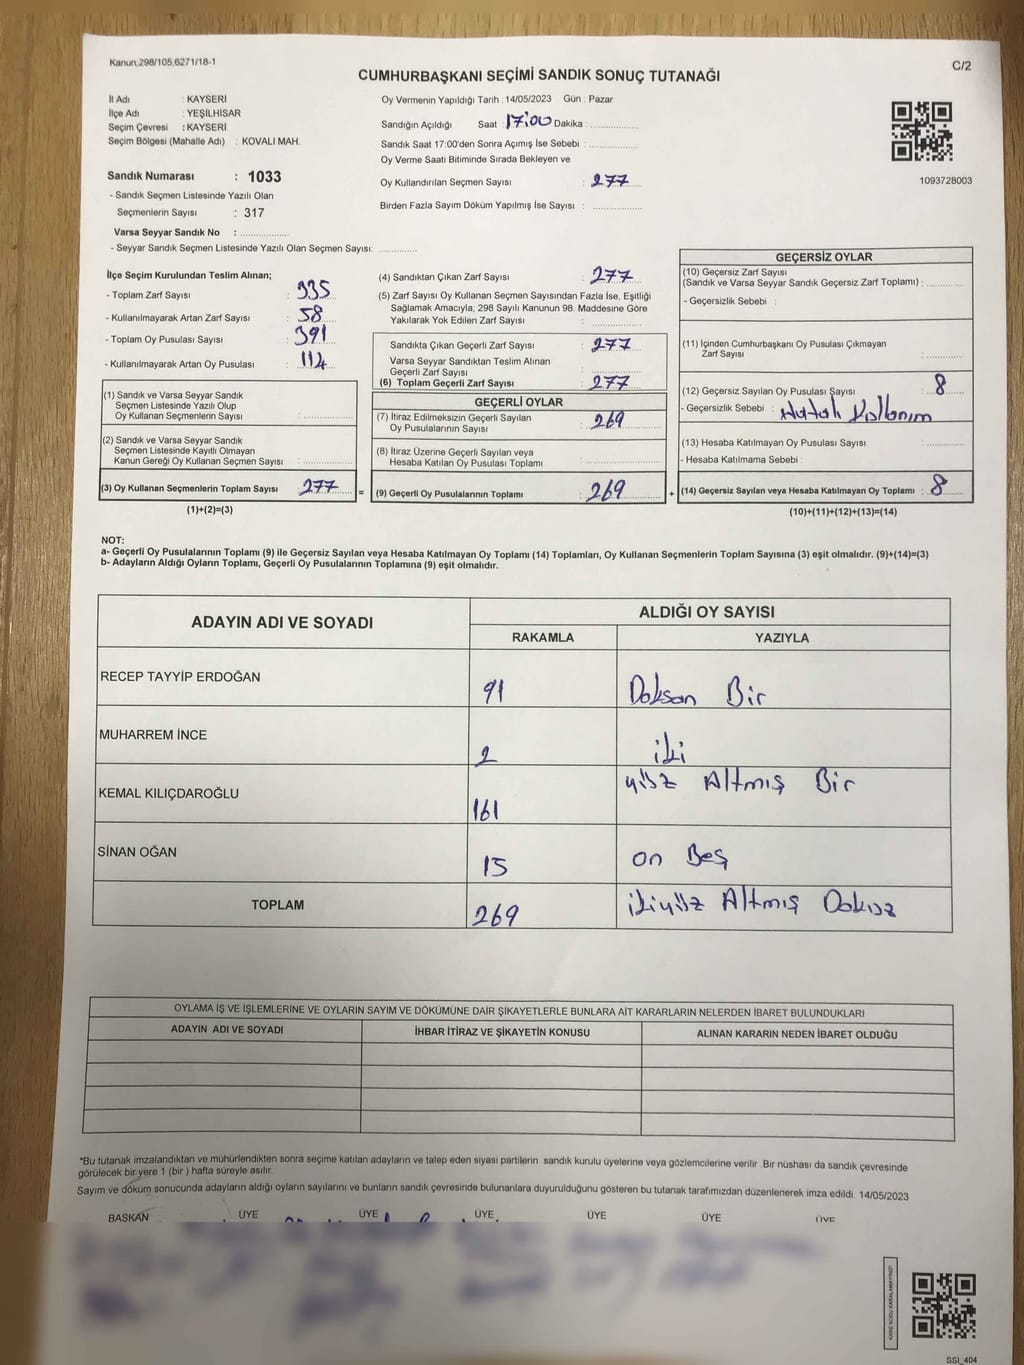 Kanun,298/105,6271/18-1
C/2
CUMHURBAŞKANI SEÇİMİ SANDIK SONUÇ TUTANAĞI
İl Adı : KAYSERİ
İlçe Adı : YEŞİLHİSAR
Seçim Çevresi : KAYSERİ
Seçim Bölgesi (Mahalle Adı) : KOVALI MAH.
Sandık Numarası : 1033
- Sandık Seçmen Listesinde Yazılı Olan
Seçmenlerin Sayısı : 317
Varsa Seyyar Sandık No :
- Seyyar Sandık Seçmen Listesinde Yazılı Olan Seçmen Sayısı:
Oy Vermenin Yapıldığı Tarih : 14/05/2023 Gün : Pazar
Sandığın Açıldığı Saat : 17:00 Dakika :
Sandık Saat 17:00'den Sonra Açımış İse Sebebi :
Oy Verme Saati Bitiminde Sırada Bekleyen ve
Oy Kullandırılan Seçmen Sayısı : 277
Birden Fazla Sayım Döküm Yapılmış İse Sayısı :
1093728003
İlçe Seçim Kurulundan Teslim Alınan;
- Toplam Zarf Sayısı : 335
- Kullanılmayarak Artan Zarf Sayısı : 58
- Toplam Oy Pusulası Sayısı : 391
- Kullanılmayarak Artan Oy Pusulası : 114
(1) Sandık ve Varsa Seyyar Sandık
Seçmen Listesinde Yazılı Olup
Oy Kullanan Seçmenlerin Sayısı :
(2) Sandık ve Varsa Seyyar Sandık
Seçmen Listesinde Kayıtlı Olmayan
Kanun Gereği Oy Kullanan Seçmen Sayısı :
(3) Oy Kullanan Seçmenlerin Toplam Sayısı : 277
(1)+(2)=(3)
(4) Sandıktan Çıkan Zarf Sayısı : 277
(5) Zarf Sayısı Oy Kullanan Seçmen Sayısından Fazla İse, Eşitliği
Sağlamak Amacıyla, 298 Sayılı Kanunun 98. Maddesine Göre
Yakılarak Yok Edilen Zarf Sayısı :
Sandıkta Çıkan Geçerli Zarf Sayısı : 277
Varsa Seyyar Sandıktan Teslim Alınan
Geçerli Zarf Sayısı :
(6) Toplam Geçerli Zarf Sayısı : 277
GEÇERLİ OYLAR
(7) İtiraz Edilmeksizin Geçerli Sayılan
Oy Pusulalarının Sayısı : 269
(8) İtiraz Üzerine Geçerli Sayılan veya
Hesaba Katılan Oy Pusulası Toplamı :
= (9) Geçerli Oy Pusulalarının Toplamı : 269
GEÇERSİZ OYLAR
(10) Geçersiz Zarf Sayısı
(Sandık ve Varsa Seyyar Sandık Geçersiz Zarf Toplamı) :
- Geçersizlik Sebebi :
(11) İçinden Cumhurbaşkanı Oy Pusulası Çıkmayan
Zarf Sayısı :
(12) Geçersiz Sayılan Oy Pusulası Sayısı : 8
- Geçersizlik Sebebi : Hatalı Kullanım
(13) Hesaba Katılmayan Oy Pusulası Sayısı :
- Hesaba Katılmama Sebebi :
+ (14) Geçersiz Sayılan veya Hesaba Katılmayan Oy Toplamı : 8
(10)+(11)+(12)+(13)=(14)
NOT:
a- Geçerli Oy Pusulalarının Toplamı (9) ile Geçersiz Sayılan veya Hesaba Katılmayan Oy Toplamı (14) Toplamları, Oy Kullanan Seçmenlerin Toplam Sayısına (3) eşit olmalıdır. (9)+(14)=(3)
b- Adayların Aldığı Oyların Toplamı, Geçerli Oy Pusulalarının Toplamına (9) eşit olmalıdır.
ADAYIN ADI VE SOYADI ALDIĞI OY SAYISI
RAKAMLA YAZIYLA
RECEP TAYYİP ERDOĞAN 91 Doksan Bir
MUHARREM İNCE 2 iki
KEMAL KILIÇDAROĞLU 161 yüz Altmış Bir
SİNAN OĞAN 15 on Beş
TOPLAM 269 ikiyüz Altmış Dokuz
OYLAMA İŞ VE İŞLEMLERİNE VE OYLARIN SAYIM VE DÖKÜMÜNE DAİR ŞİKAYETLERLE BUNLARA AİT KARARLARIN NELERDEN İBARET BULUNDUKLARI
ADAYIN ADI VE SOYADI İHBAR İTİRAZ VE ŞİKAYETİN KONUSU ALINAN KARARIN NEDEN İBARET OLDUĞU
*Bu tutanak imzalandıktan ve mühürlendikten sonra seçime katılan adayların ve talep eden siyasi partilerin sandık kurulu üyelerine veya gözlemcilerine verilir .Bir nüshası da sandık çevresinde
görülecek bir yere 1 (bir ) hafta süreyle asılır.
Sayım ve döküm sonucunda adayların aldığı oyların sayılarını ve bunların sandık çevresinde bulunanlara duyurulduğunu gösteren bu tutanak tarafımızdan düzenlenerek imza edildi. 14/05/2023
BAŞKAN ÜYE ÜYE ÜYE ÜYE ÜYE ÜYE
SSİ_404